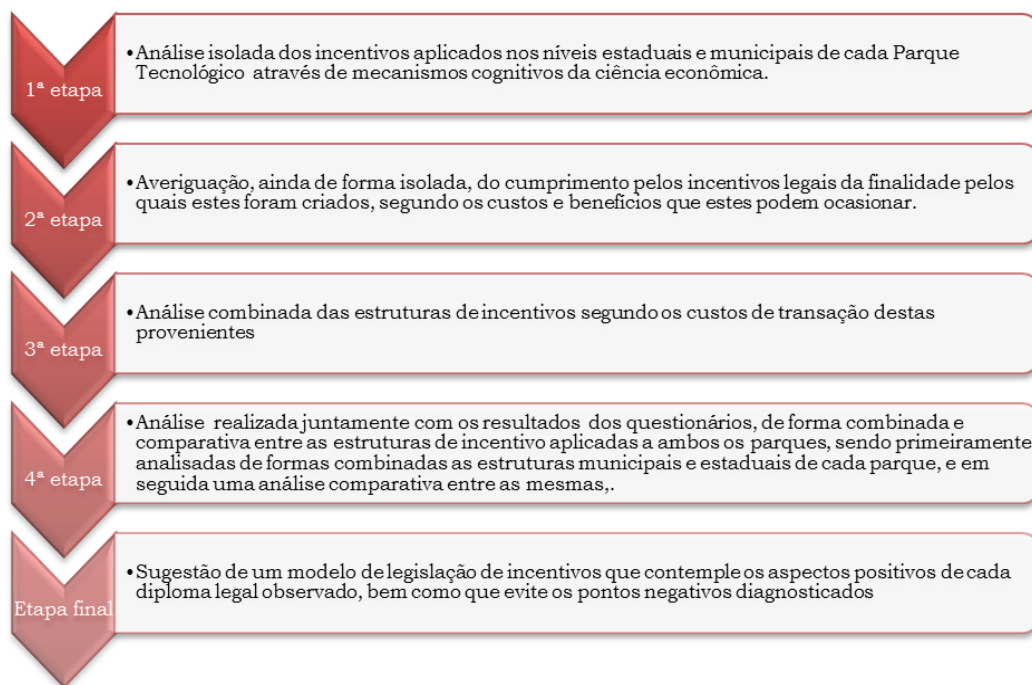 1ª etapa
•Análise isolada dos incentivos aplicados nos níveis estaduais e municipais de cada Parque
Tecnológico através de mecanismos cognitivos da ciência econômica.
2ª etapa
•Averiguação, ainda de forma isolada, do cumprimento pelos incentivos legais da finalidade pelos
quais estes foram criados, segundo os custos e benefícios que estes podem ocasionar.
3ª etapa
•Análise combinada das estruturas de incentivos segundo os custos de transação destas
provenientes
4ª etapa
•Análise realizada juntamente com os resultados dos questionários, de forma combinada e
comparativa entre as estruturas de incentivo aplicadas a ambos os parques, sendo primeiramente
analisadas de formas combinadas as estruturas municipais e estaduais de cada parque, e em
seguida uma análise comparativa entre as mesmas,.
Etapa final
•Sugestão de um modelo de legislação de incentivos que contemple os aspectos positivos de cada
diploma legal observado, bem como que evite os pontos negativos diagnosticados